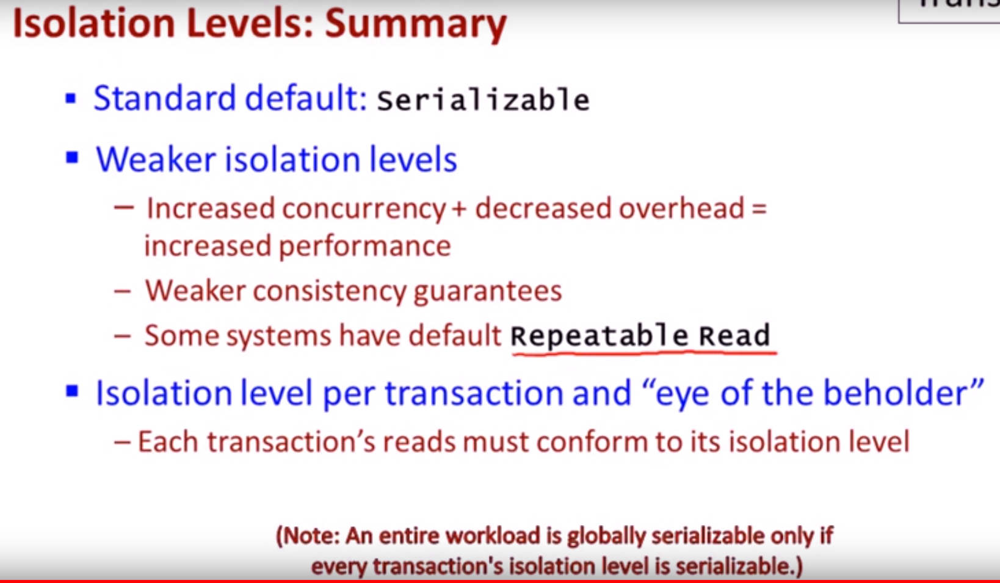 Isolation Levels: Summary
▪ Standard default: Serializable
▪ Weaker isolation levels
– Increased concurrency + decreased overhead =
increased performance
– Weaker consistency guarantees
– Some systems have default Repeatable Read
▪ Isolation level per transaction and “eye of the beholder”
– Each transaction’s reads must conform to its isolation level
(Note: An entire workload is globally serializable only if
every transaction's isolation level is serializable.)